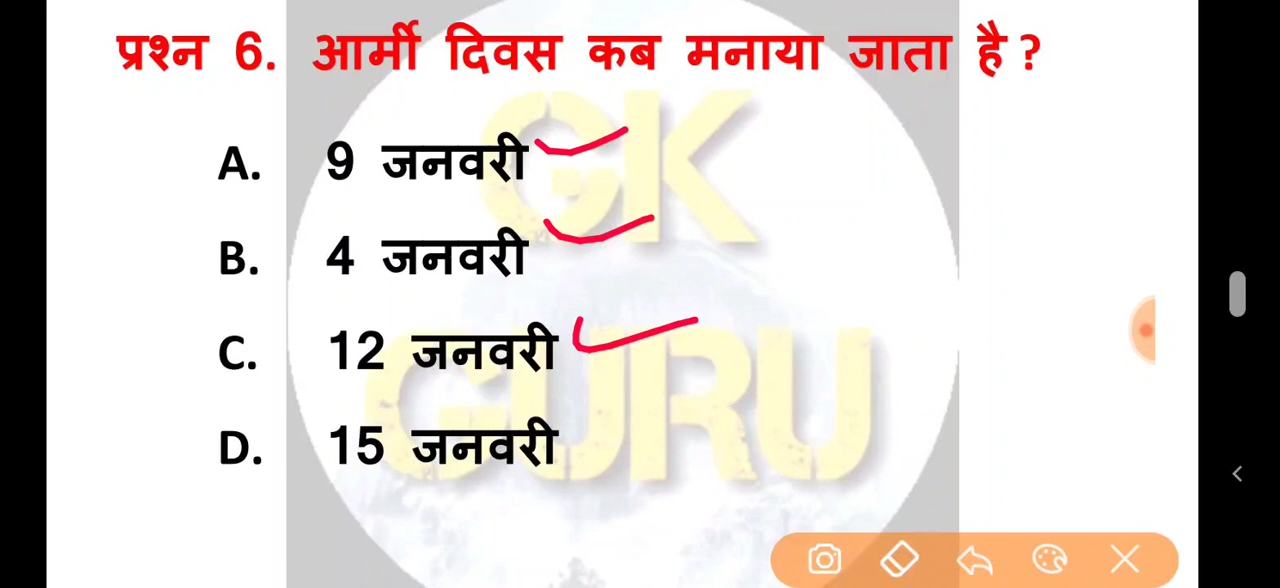 प्रश्न 6. आर्मी दिवस कब मनाया जाता है ?
A. 9 जनवरी
B. 4 जनवरी
C. 12 जनवरी
D. 15 जनवरी
GK
GURU